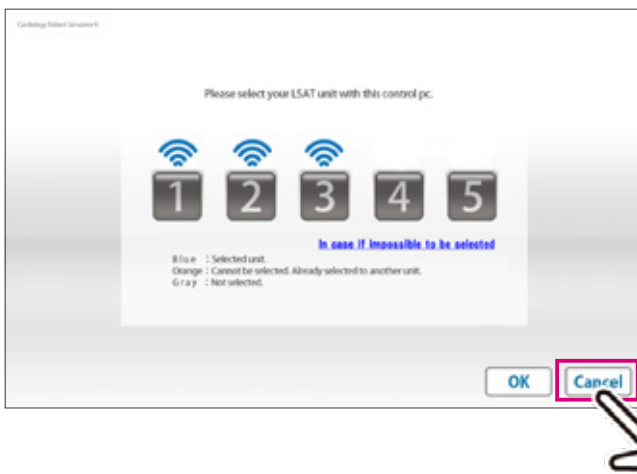 Cardiology Patient Simulator K
Please select your LSAT unit with this control pc.
1 2 3 4 5
In case if impossible to be selected
Blue : Selected unit.
Orange : Cannot be selected. Already selected to another unit.
Gray : Not selected.
OK Cancel